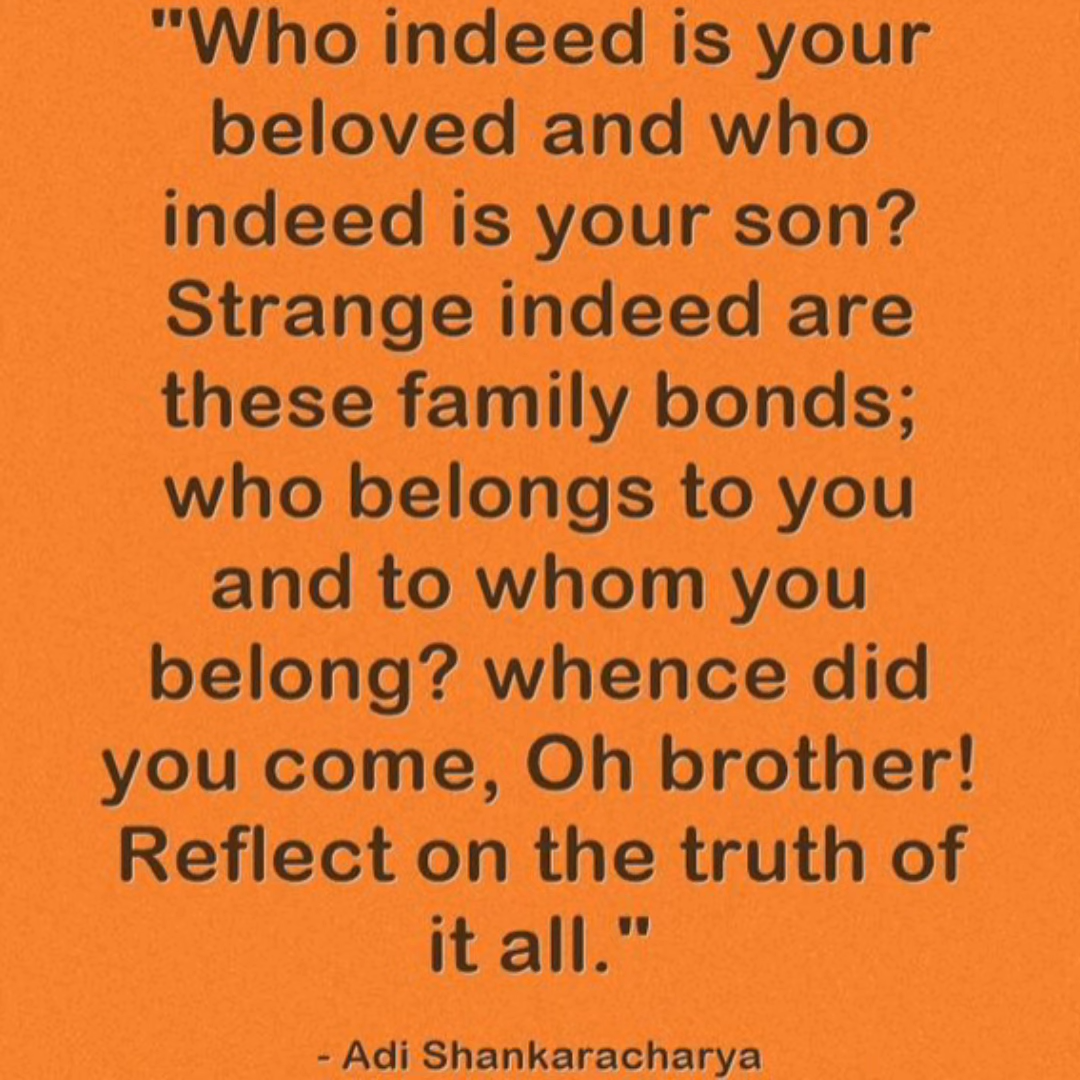 "Who indeed is your
beloved and who
indeed is your son?
Strange indeed are
these family bonds;
who belongs to you
and to whom you
belong? whence did
you come, Oh brother!
Reflect on the truth of
it all."
- Adi Shankaracharya